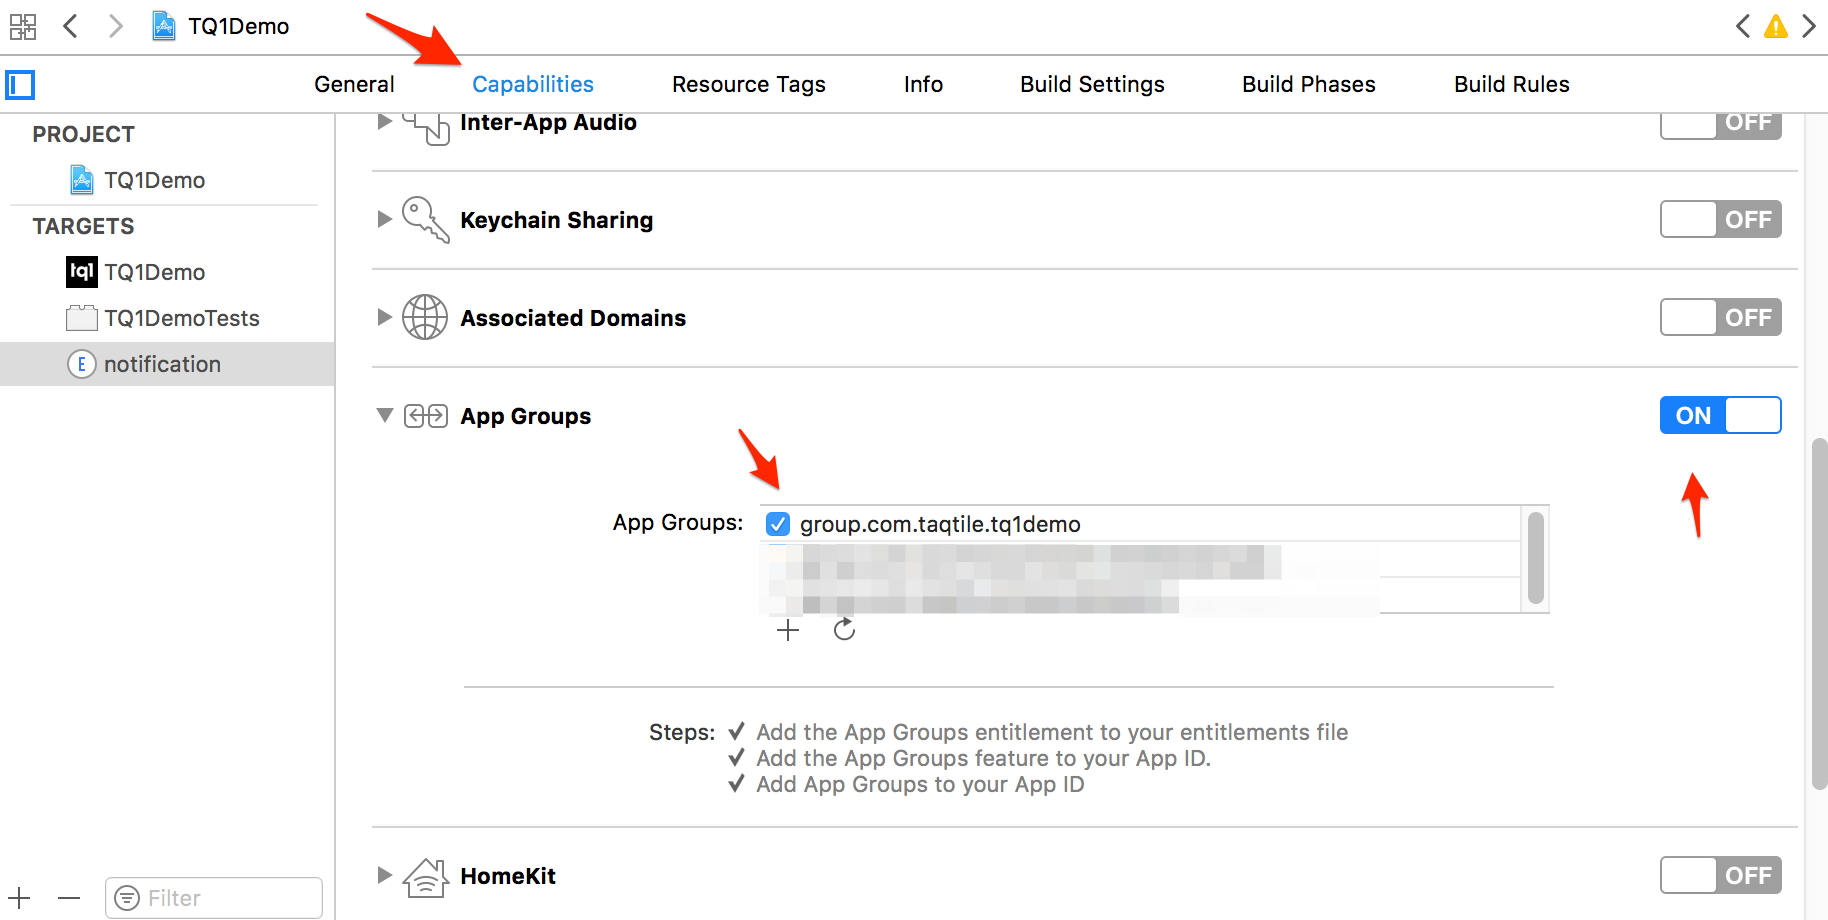 TQ1Demo
General Capabilities Resource Tags Info Build Settings Build Phases Build Rules
PROJECT
TQ1Demo
TARGETS
tq1 TQ1Demo
TQ1DemoTests
E notification
Filter
Inter-App Audio OFF
Keychain Sharing OFF
Associated Domains OFF
App Groups ON
App Groups: group.com.taqtile.tq1demo
Steps: ✓ Add the App Groups entitlement to your entitlements file
✓ Add the App Groups feature to your App ID.
✓ Add App Groups to your App ID
HomeKit OFF